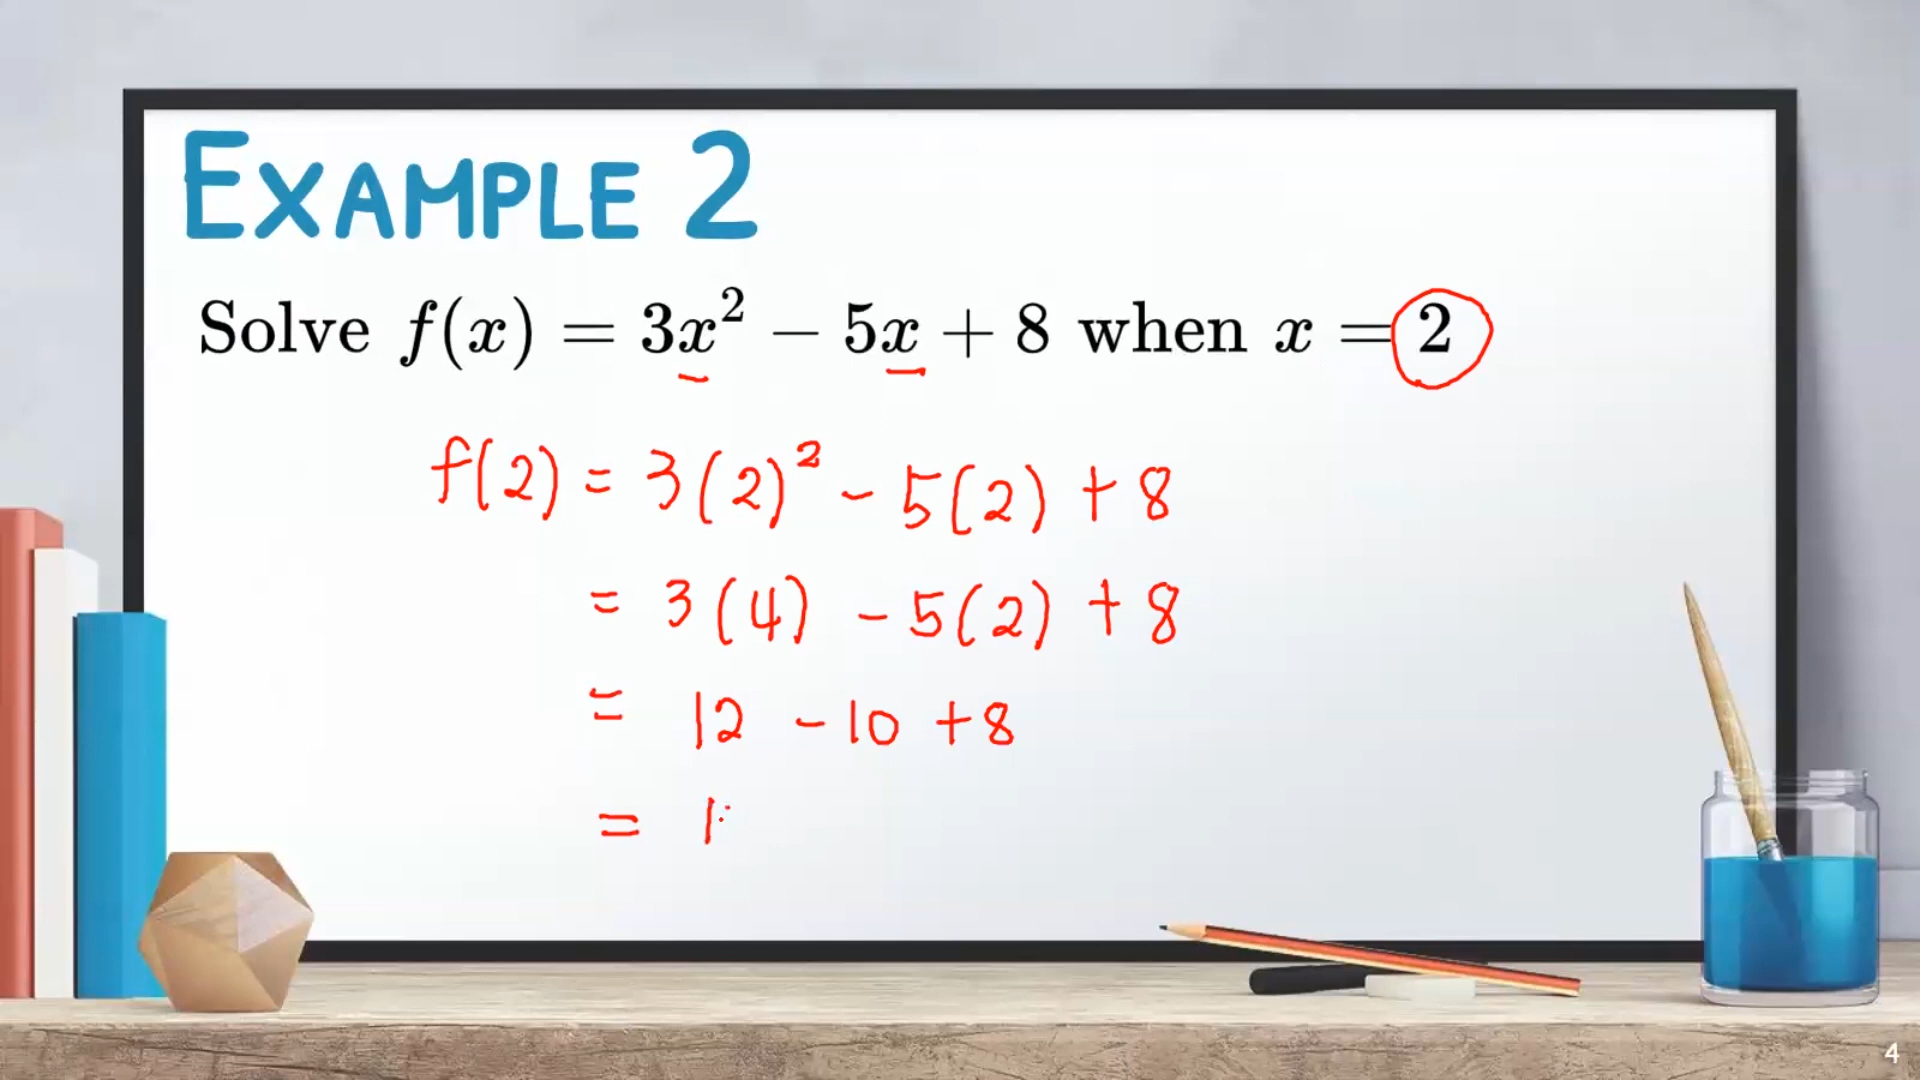 EXAMPLE 2
Solve f(x) = 3x² − 5x + 8 when x = 2
f(2) = 3(2)² - 5(2) + 8
= 3(4) - 5(2) + 8
= 12 - 10 + 8
= 1
4